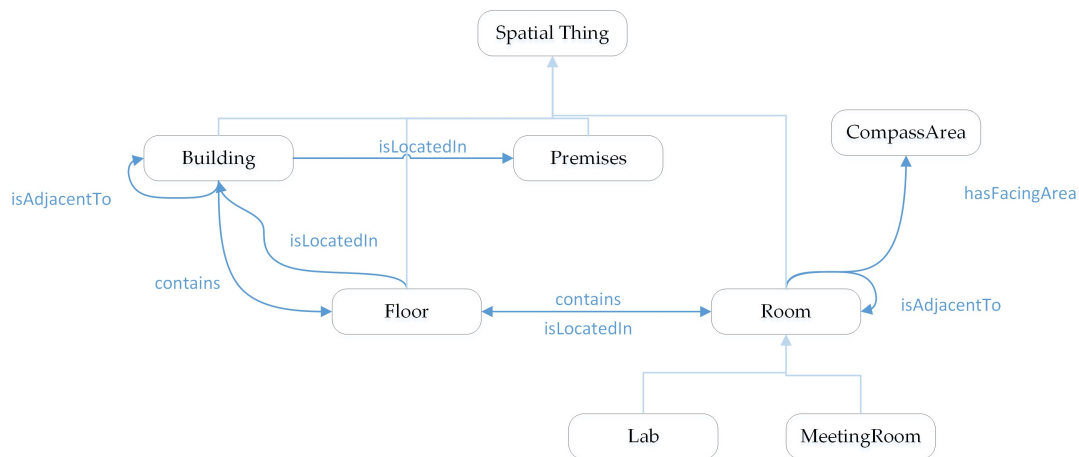 Spatial Thing
CompassArea
Building
isLocatedIn
Premises
isAdjacentTo
hasFacingArea
isLocatedIn
contains
Floor
contains
isLocatedIn
Room
isAdjacentTo
Lab
MeetingRoom